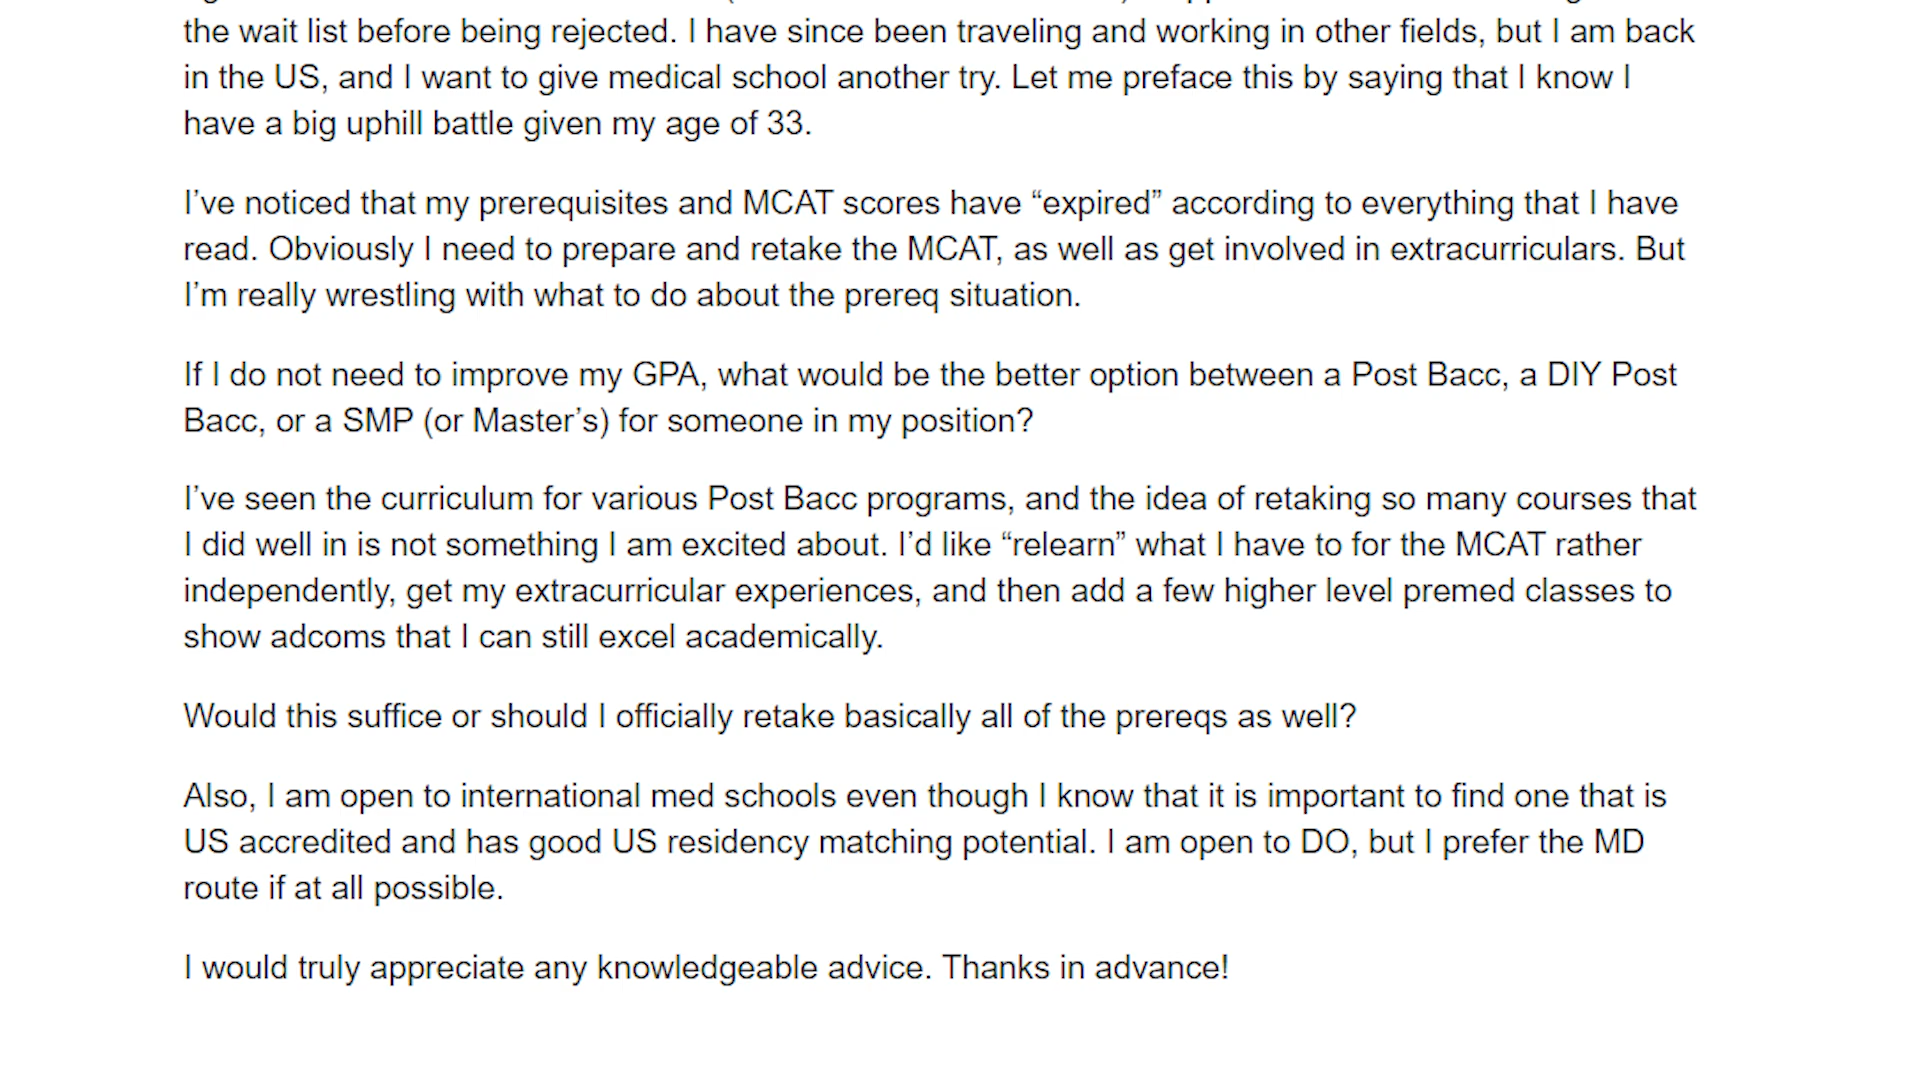 the wait list before being rejected. I have since been traveling and working in other fields, but I am back
in the US, and I want to give medical school another try. Let me preface this by saying that I know I
have a big uphill battle given my age of 33.
I’ve noticed that my prerequisites and MCAT scores have “expired” according to everything that I have
read. Obviously I need to prepare and retake the MCAT, as well as get involved in extracurriculars. But
I’m really wrestling with what to do about the prereq situation.
If I do not need to improve my GPA, what would be the better option between a Post Bacc, a DIY Post
Bacc, or a SMP (or Master’s) for someone in my position?
I’ve seen the curriculum for various Post Bacc programs, and the idea of retaking so many courses that
I did well in is not something I am excited about. I’d like “relearn” what I have to for the MCAT rather
independently, get my extracurricular experiences, and then add a few higher level premed classes to
show adcoms that I can still excel academically.
Would this suffice or should I officially retake basically all of the prereqs as well?
Also, I am open to international med schools even though I know that it is important to find one that is
US accredited and has good US residency matching potential. I am open to DO, but I prefer the MD
route if at all possible.
I would truly appreciate any knowledgeable advice. Thanks in advance!